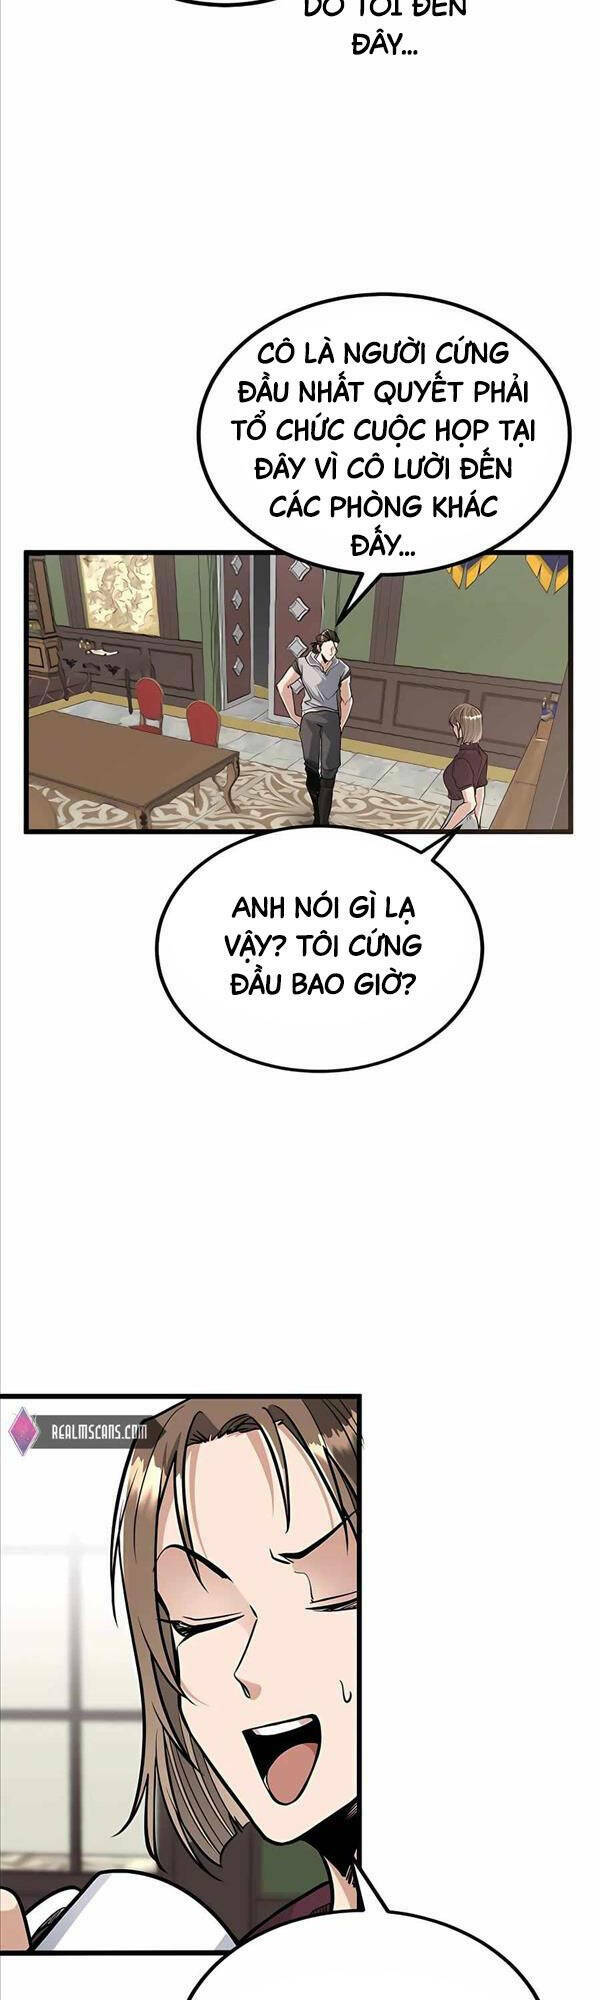 DO TÔI ĐẾN
ĐÂY...
CÔ LÀ NGƯỜI CỨNG
ĐẦU NHẤT QUYẾT PHẢI
TỔ CHỨC CUỘC HỌP TẠI
ĐÂY VÌ CÔ LƯỜI ĐẾN
CÁC PHÒNG KHÁC
ĐẤY...
ANH NÓI GÌ LẠ
VẬY? TÔI CỨNG
ĐẦU BAO GIỜ?
REALMSCANS.COM